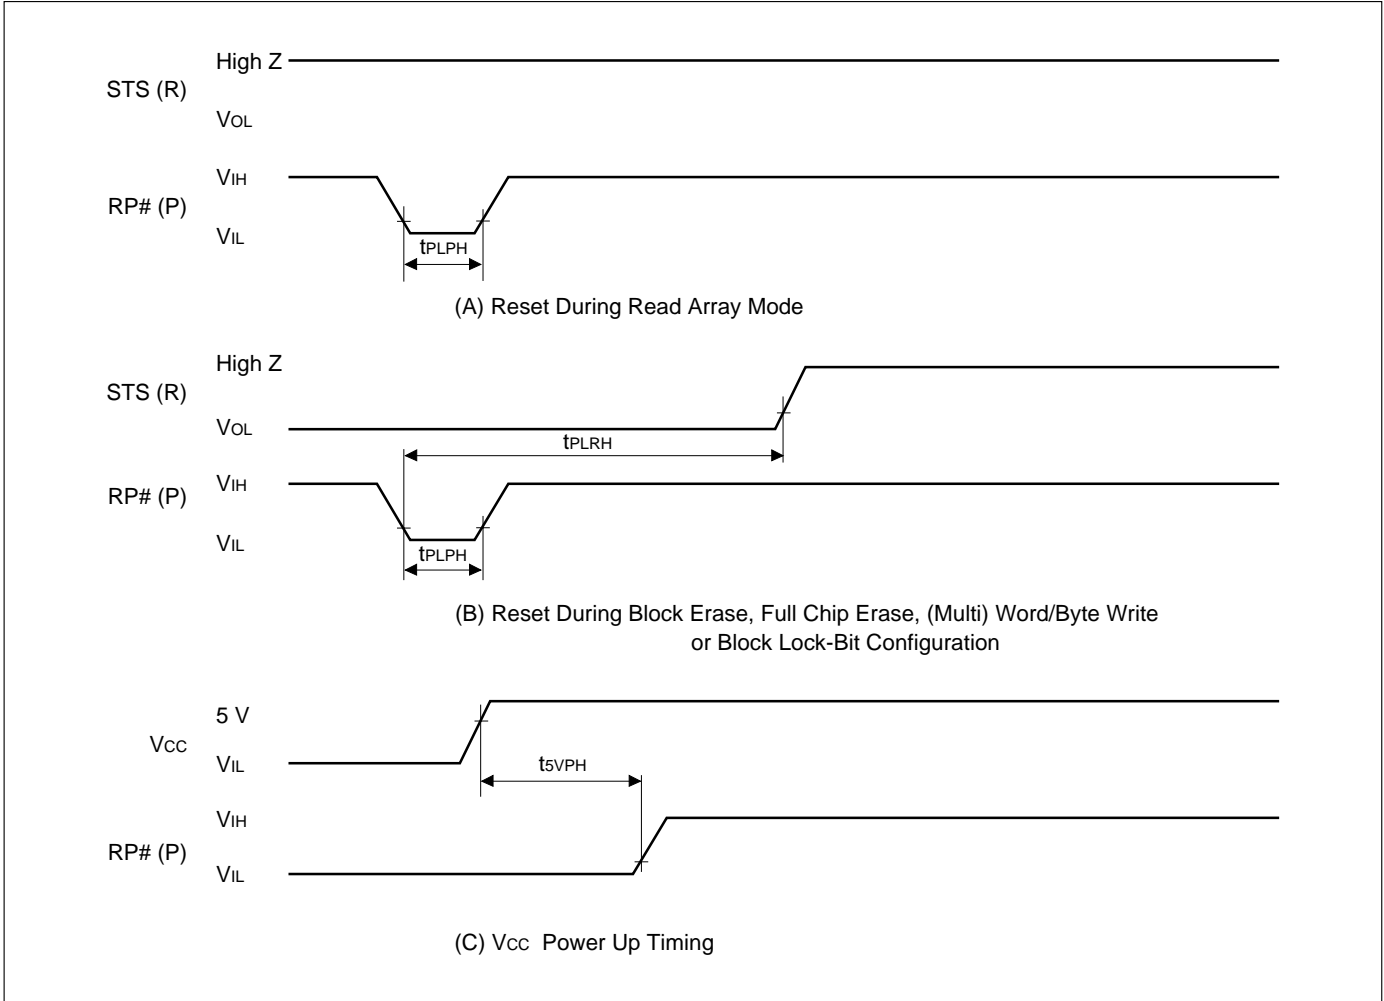 High Z
STS (R)
VOL
VIH
RP# (P)
VIL
tPLPH
(A) Reset During Read Array Mode
High Z
STS (R)
VOL
tPLRH
VIH
RP# (P)
VIL
tPLPH
(B) Reset During Block Erase, Full Chip Erase, (Multi) Word/Byte Write
or Block Lock-Bit Configuration
5 V
VCC
VIL
t5VPH
VIH
RP# (P)
VIL
(C) VCC Power Up Timing